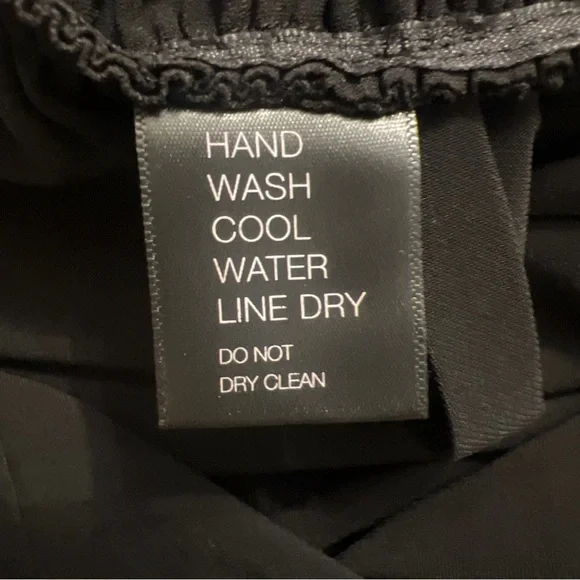 HAND
WASH
COOL
WATER
LINE DRY
DO NOT
DRY CLEAN